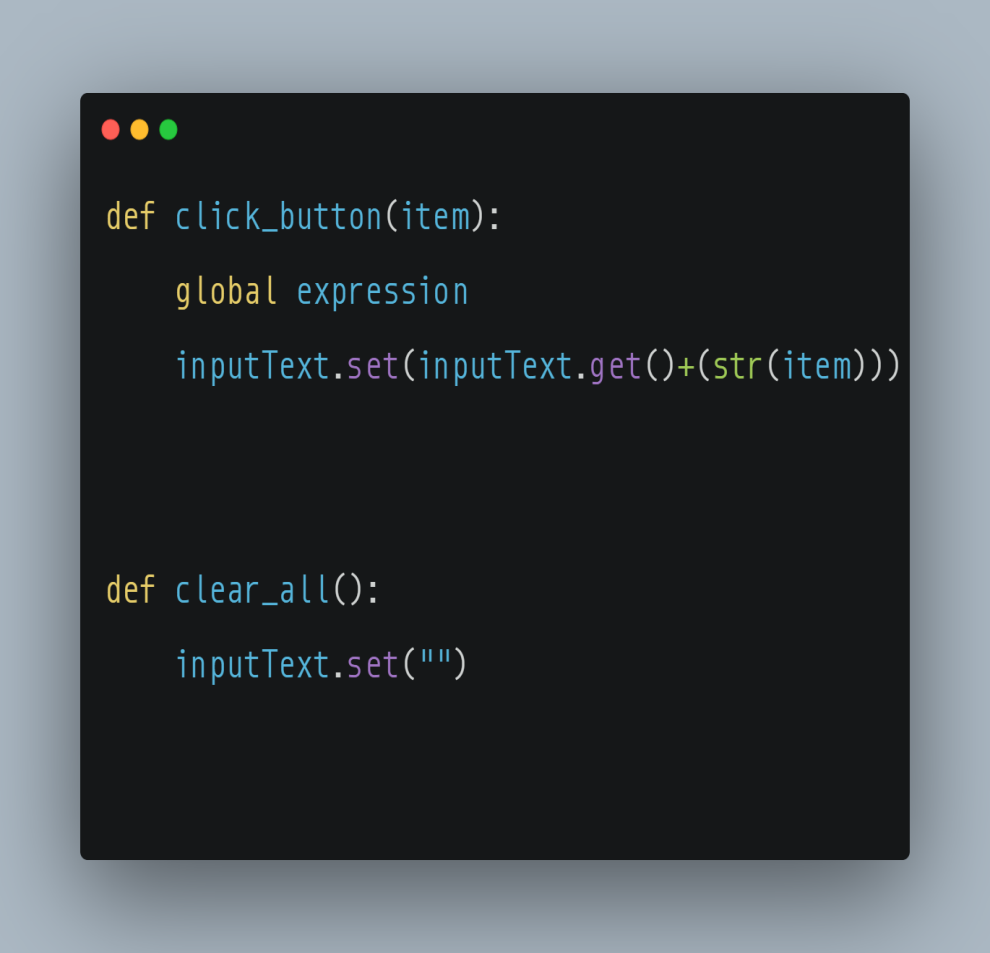 def click_button(item):
    global expression
    inputText.set(inputText.get()+(str(item)))
def clear_all():
    inputText.set("")